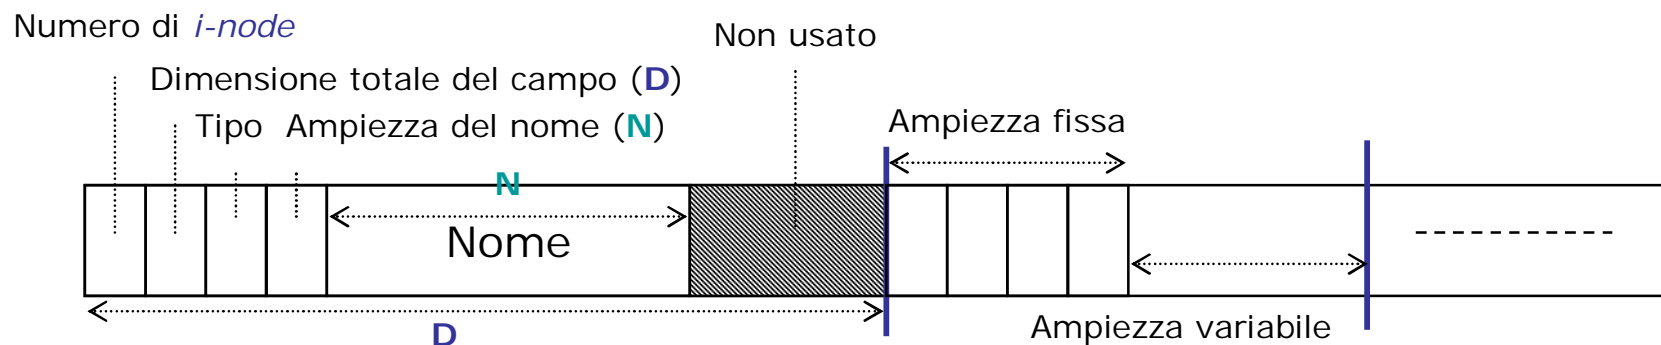 Numero di i-node
Non usato
Dimensione totale del campo (D)
Tipo Ampiezza del nome (N)
Ampiezza fissa
N
Nome
D
Ampiezza variabile